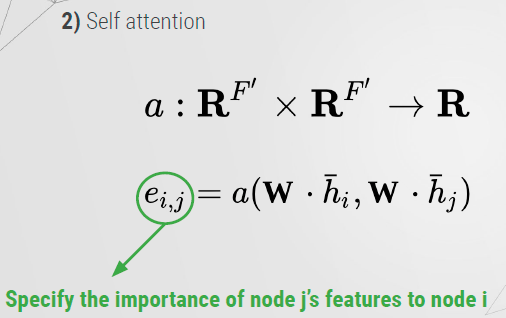 2) Self attention
a : R^{F'} × R^{F'} → R
e_{i,j} = a(W · h̄_i, W · h̄_j)
Specify the importance of node j's features to node i